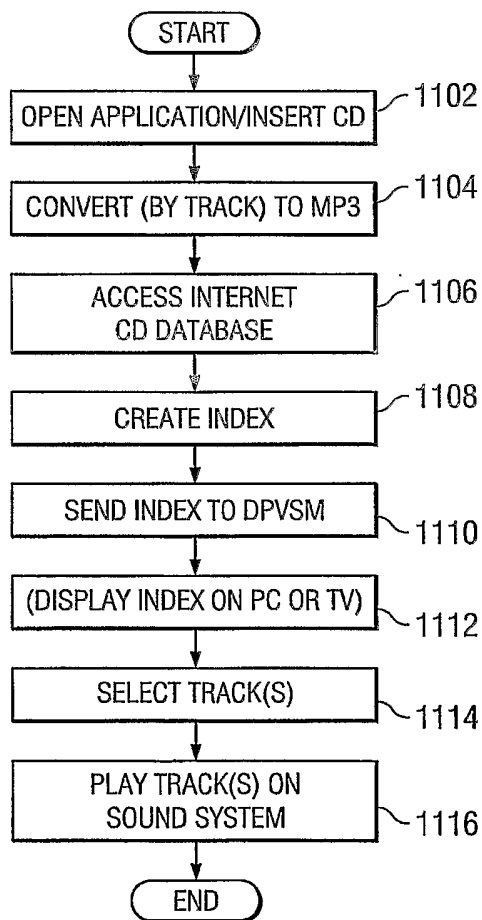 START
OPEN APPLICATION/INSERT CD
1102
CONVERT (BY TRACK) TO MP3
1104
ACCESS INTERNET
CD DATABASE
1106
CREATE INDEX
1108
SEND INDEX TO DPVSM
1110
(DISPLAY INDEX ON PC OR TV)
1112
SELECT TRACK(S)
1114
PLAY TRACK(S) ON
SOUND SYSTEM
1116
END